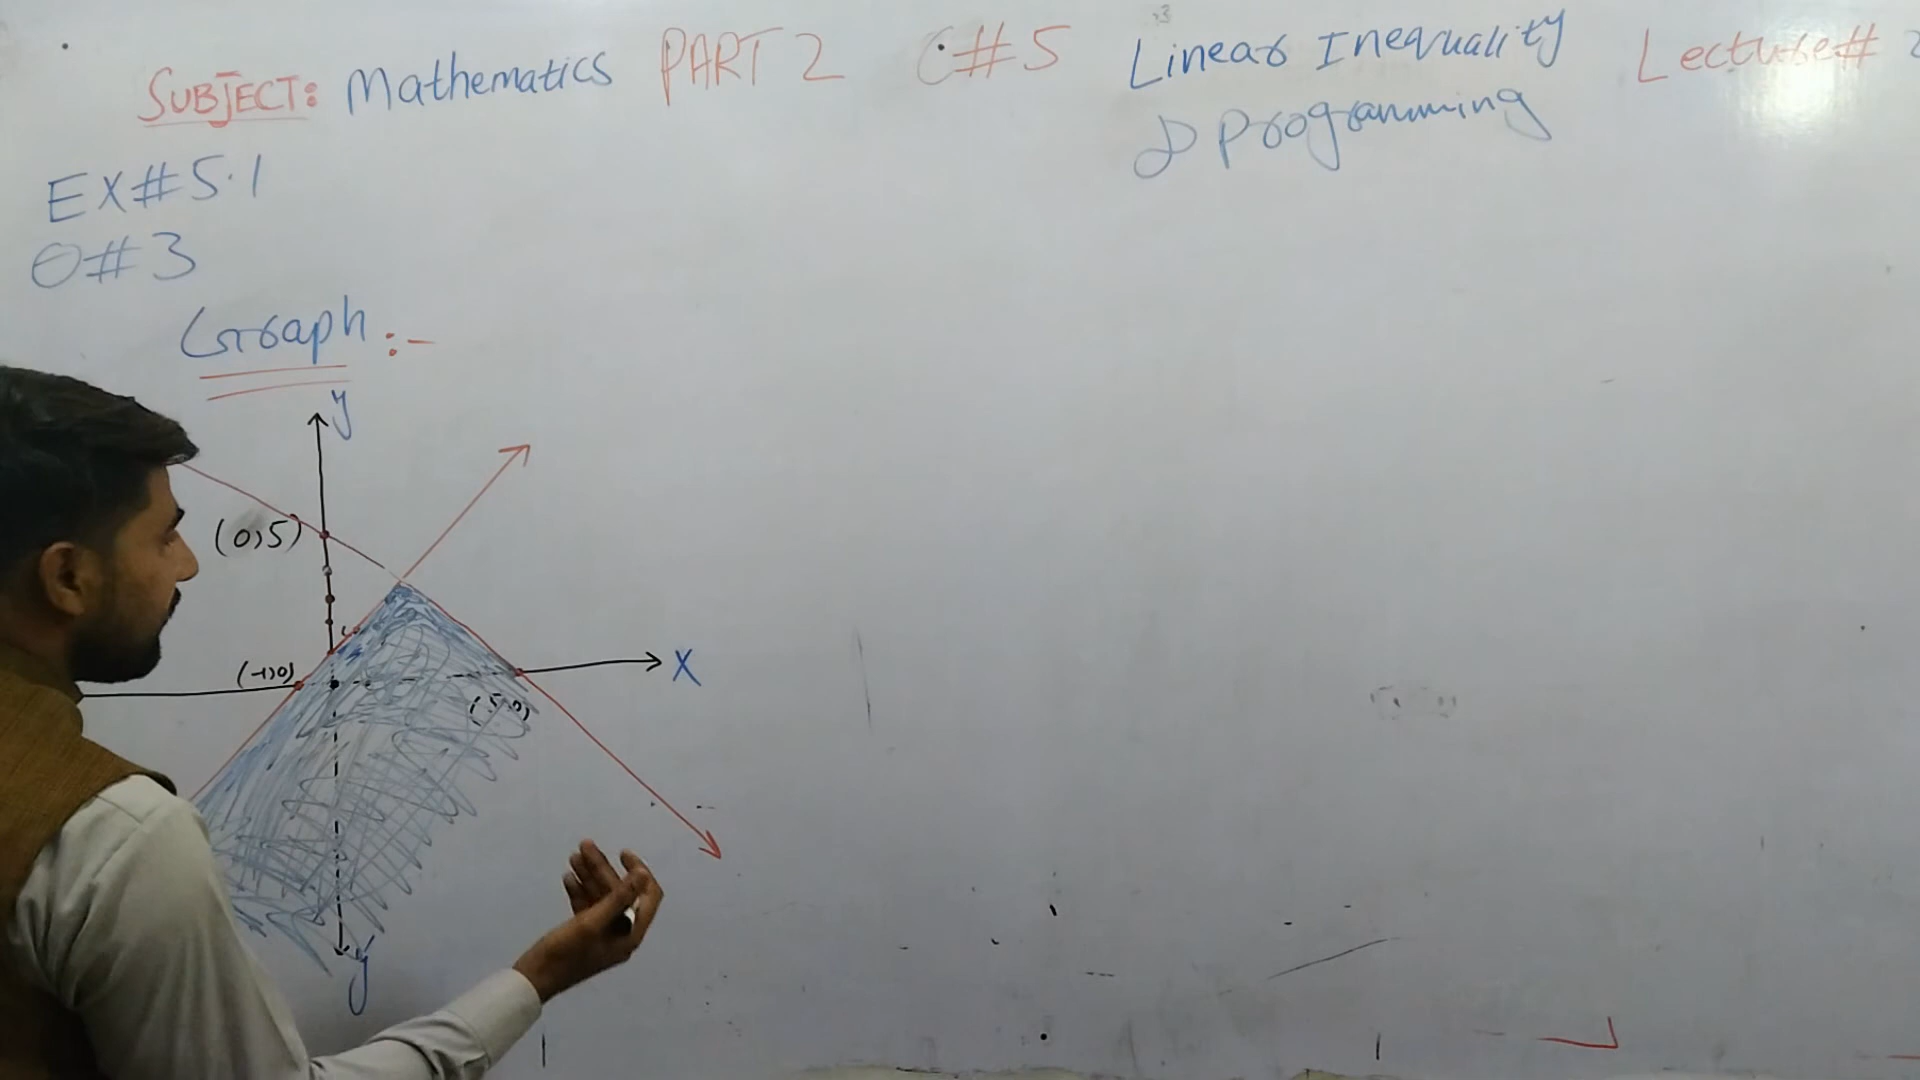 SUBJECT: Mathematics PART 2 C#5 Linear Inequality Lecture# 2
& Programming
EX#5.1
Q#3
Graph :-
y
(0,5)
(-1,0)
X
(5,0)
y'